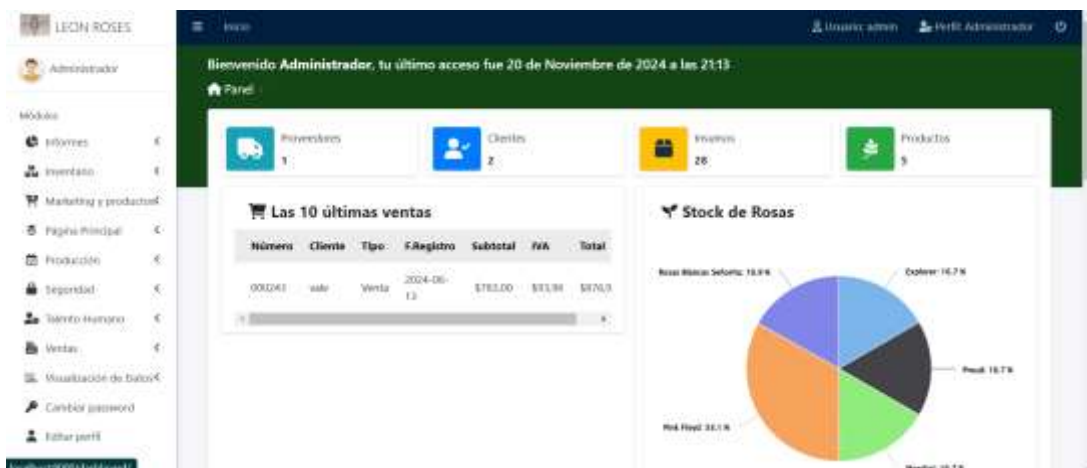 LEON ROSES
Inicio
Usuario: admin
Perfil: Administrador
Administrador
Bienvenido Administrador, tu último acceso fue 20 de Noviembre de 2024 a las 21:13
Panel
Módulos
Informes
Inventario
Marketing y productos
Página Principal
Producción
Seguridad
Talento Humano
Ventas
Visualización de Datos
Cambiar password
Editar perfil
Proveedores
1
Clientes
2
Insumos
28
Productos
5
Las 10 últimas ventas
Número Cliente Tipo F.Registro Subtotal IVA Total
Venta 2024-06-
13
Stock de Rosas
Explorer: 16.7 %
Pink Floyd: 33.1 %